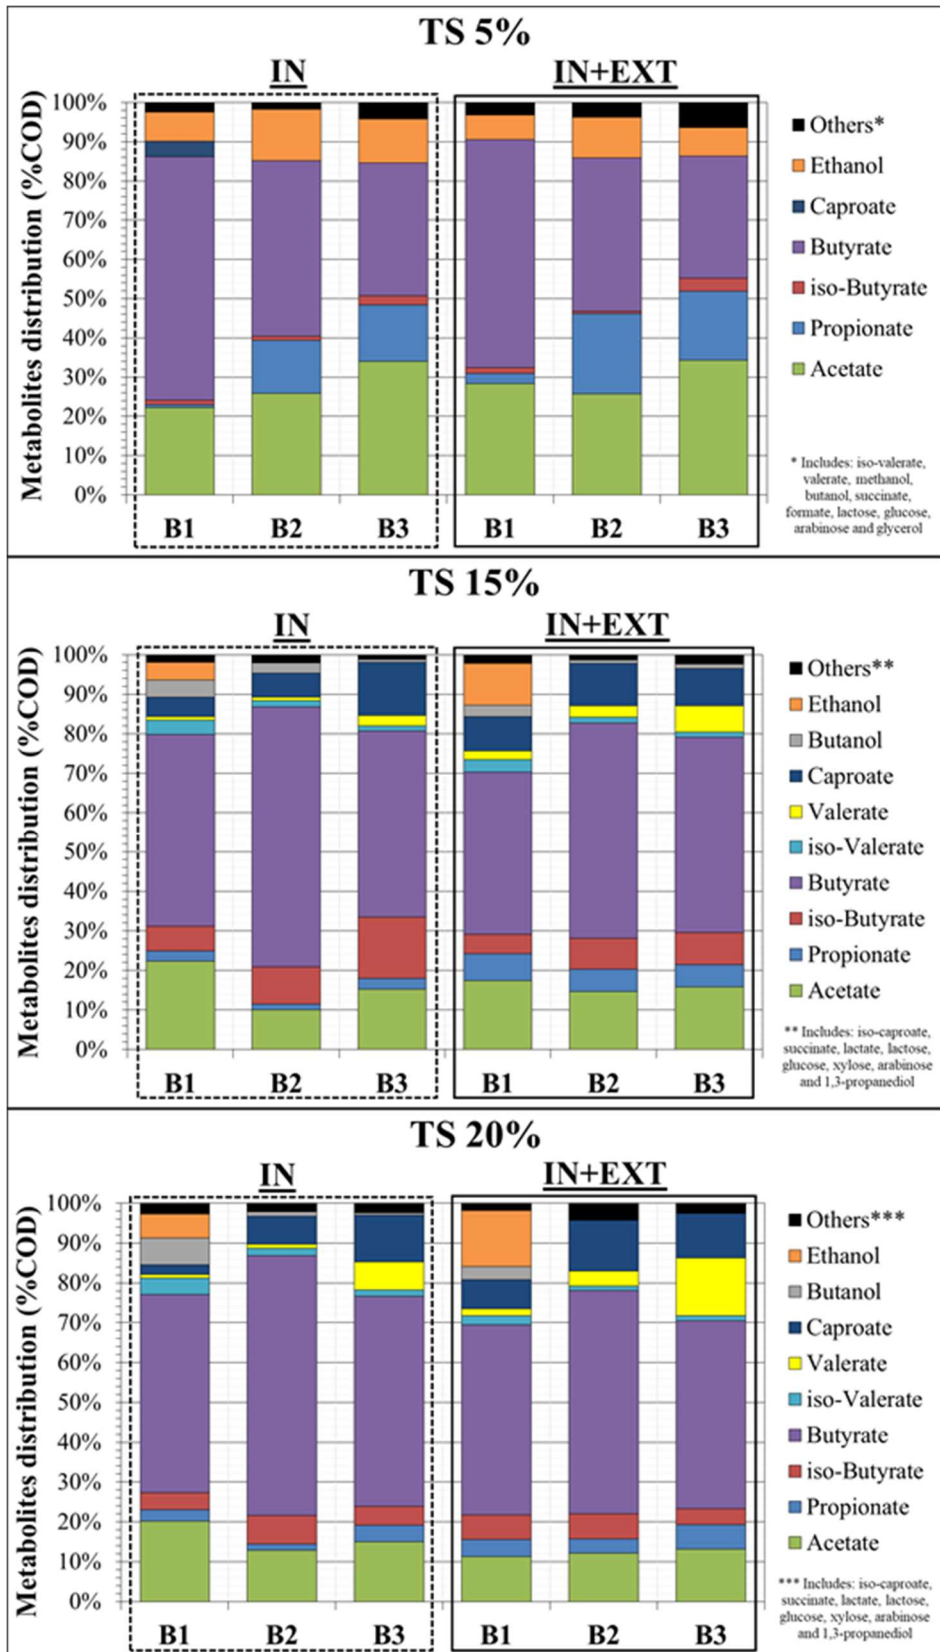 TS 5%
IN
IN+EXT
Metabolites distribution (%COD)
100%
90%
80%
70%
60%
50%
40%
30%
20%
10%
0%
B1
B2
B3
B1
B2
B3
Others*
Ethanol
Caproate
Butyrate
iso-Butyrate
Propionate
Acetate
* Includes: iso-valerate,
valerate, methanol,
butanol, succinate,
formate, lactose, glucose,
arabinose and glycerol
TS 15%
IN
IN+EXT
Metabolites distribution (%COD)
100%
90%
80%
70%
60%
50%
40%
30%
20%
10%
0%
B1
B2
B3
B1
B2
B3
Others**
Ethanol
Butanol
Caproate
Valerate
iso-Valerate
Butyrate
iso-Butyrate
Propionate
Acetate
** Includes: iso-caproate,
succinate, lactate, lactose,
glucose, xylose, arabinose
and 1,3-propanediol
TS 20%
IN
IN+EXT
Metabolites distribution (%COD)
100%
90%
80%
70%
60%
50%
40%
30%
20%
10%
0%
B1
B2
B3
B1
B2
B3
Others***
Ethanol
Butanol
Caproate
Valerate
iso-Valerate
Butyrate
iso-Butyrate
Propionate
Acetate
*** Includes: iso-caproate,
succinate, lactate, lactose,
glucose, xylose, arabinose
and 1,3-propanediol